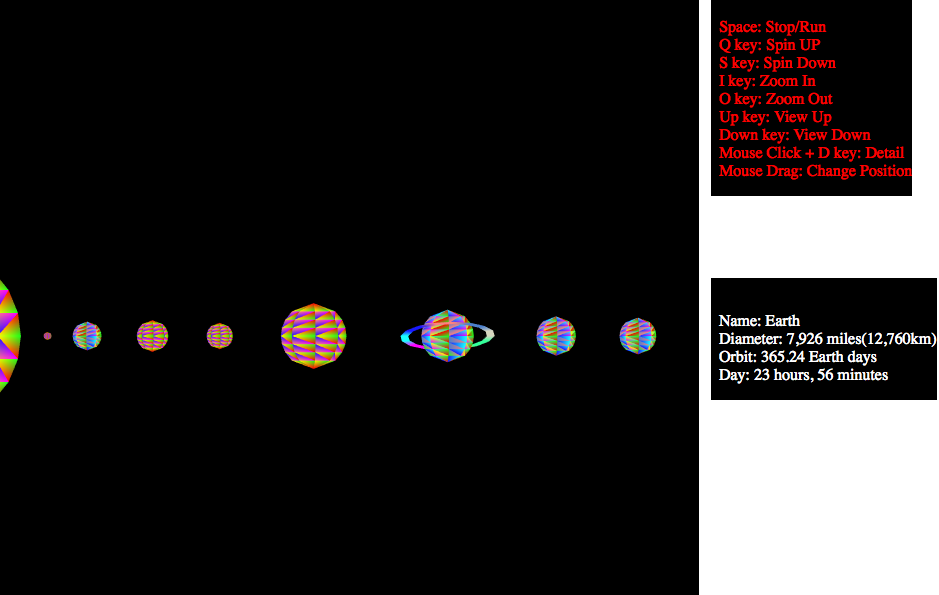 Space: Stop/Run
Q key: Spin UP
S key: Spin Down
I key: Zoom In
O key: Zoom Out
Up key: View Up
Down key: View Down
Mouse Click + D key: Detail
Mouse Drag: Change Position
Name: Earth
Diameter: 7,926 miles(12,760km)
Orbit: 365.24 Earth days
Day: 23 hours, 56 minutes